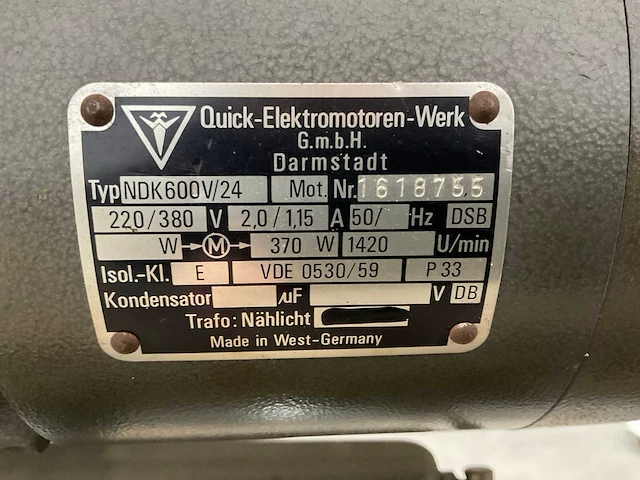 Quick-Elektromotoren-Werk
G.m.b.H.
Darmstadt
Typ NDK600V/24 Mot. Nr. 1618755
220/380 V 2,0/1,15 A 50/ Hz DSB
W M 370 W 1420 U/min
Isol.-Kl. E VDE 0530/59 P 33
Kondensator µF V DB
Trafo: Nählicht
Made in West-Germany